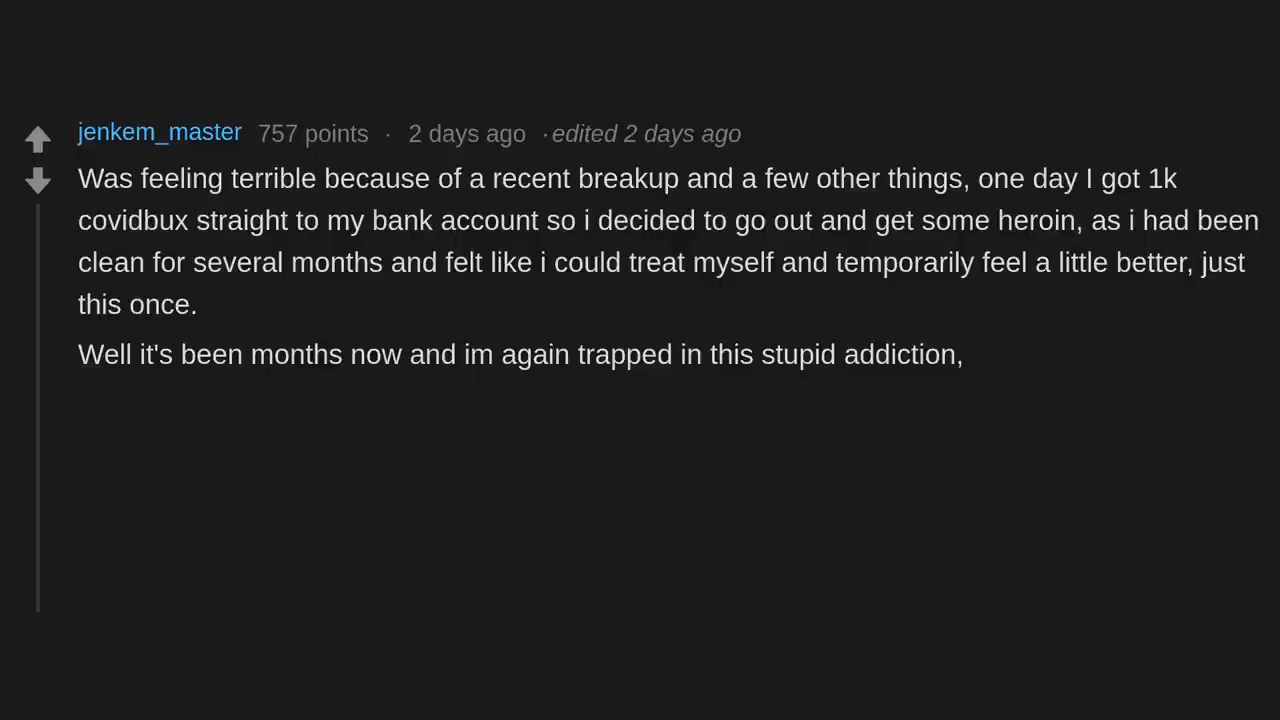 jenkem_master 757 points · 2 days ago · edited 2 days ago
Was feeling terrible because of a recent breakup and a few other things, one day I got 1k
covidbux straight to my bank account so i decided to go out and get some heroin, as i had been
clean for several months and felt like i could treat myself and temporarily feel a little better, just
this once.
Well it's been months now and im again trapped in this stupid addiction,